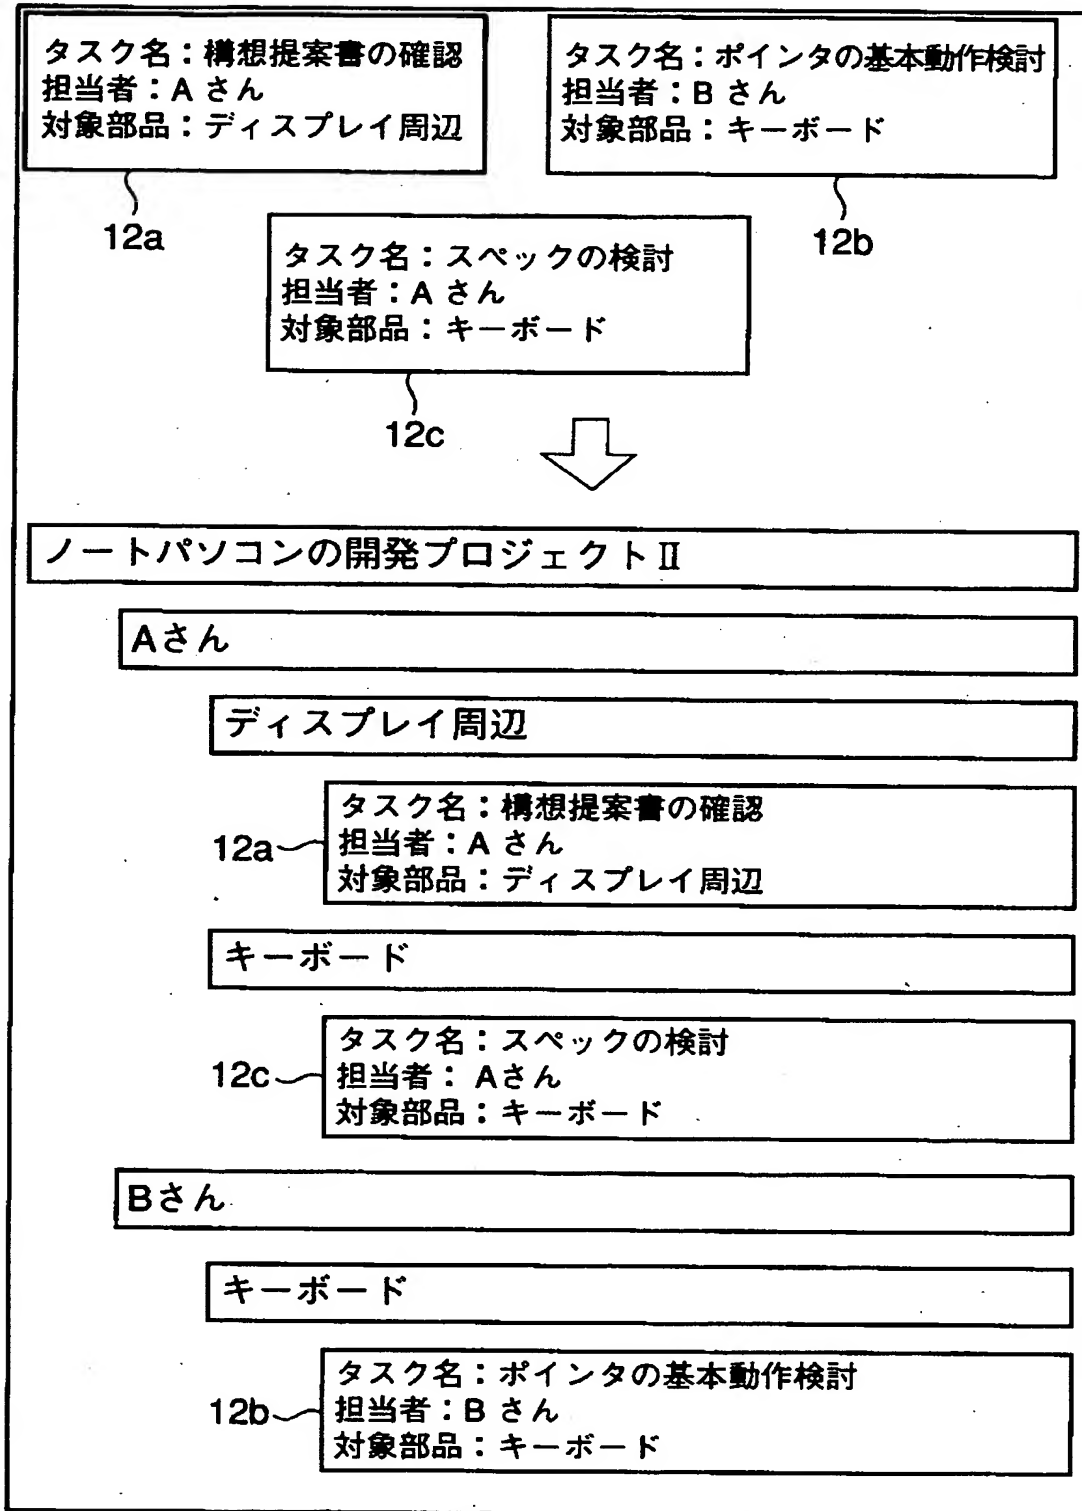 タスク名：構想提案書の確認
担当者：A さん
対象部品：ディスプレイ周辺
12a
タスク名：ポインタの基本動作検討
担当者：B さん
対象部品：キーボード
12b
タスク名：スペックの検討
担当者：A さん
対象部品：キーボード
12c
ノートパソコンの開発プロジェクトⅡ
Aさん
ディスプレイ周辺
12a
タスク名：構想提案書の確認
担当者：A さん
対象部品：ディスプレイ周辺
キーボード
12c
タスク名：スペックの検討
担当者： Aさん
対象部品：キーボード
Bさん
キーボード
12b
タスク名：ポインタの基本動作検討
担当者：B さん
対象部品：キーボード